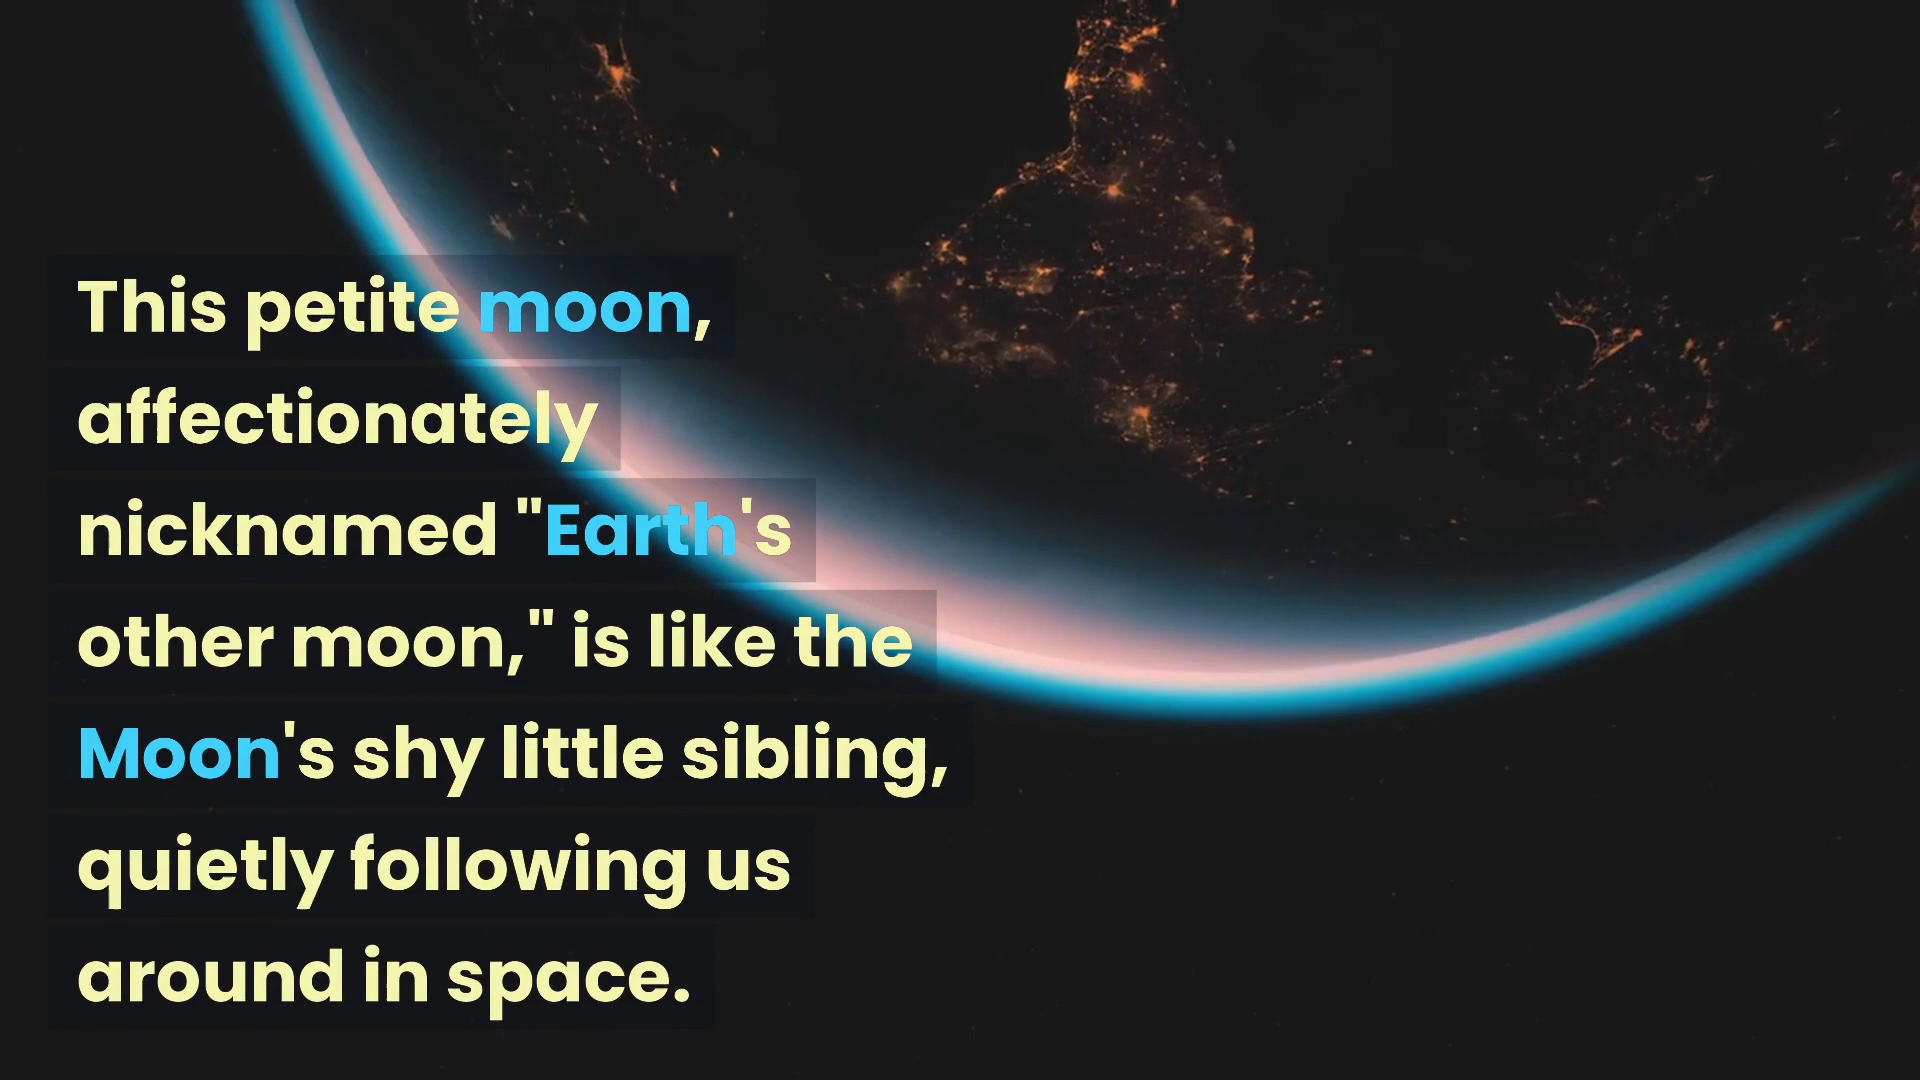 This petite moon,
affectionately
nicknamed "Earth's
other moon," is like the
Moon's shy little sibling,
quietly following us
around in space.